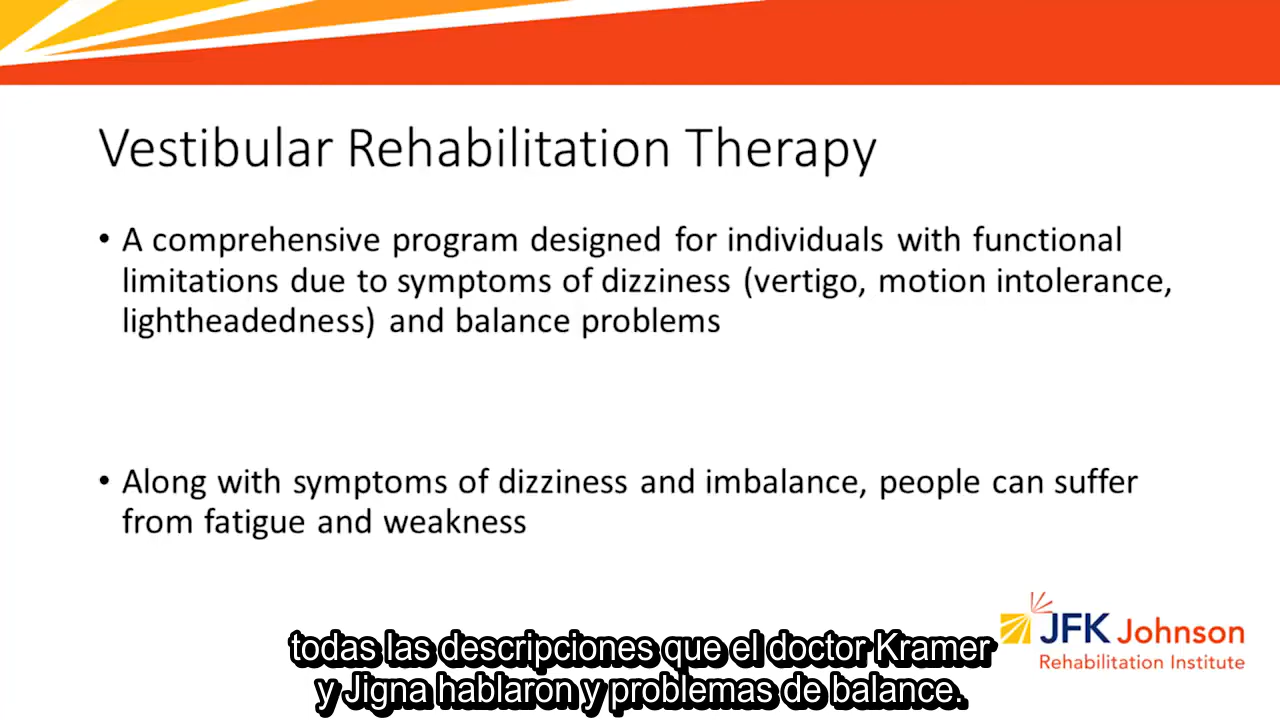 Vestibular Rehabilitation Therapy
• A comprehensive program designed for individuals with functional
limitations due to symptoms of dizziness (vertigo, motion intolerance,
lightheadedness) and balance problems
• Along with symptoms of dizziness and imbalance, people can suffer
from fatigue and weakness
JFK Johnson
Rehabilitation Institute
todas las descripciones que el doctor Kramer
y Jigna hablaron y problemas de balance.